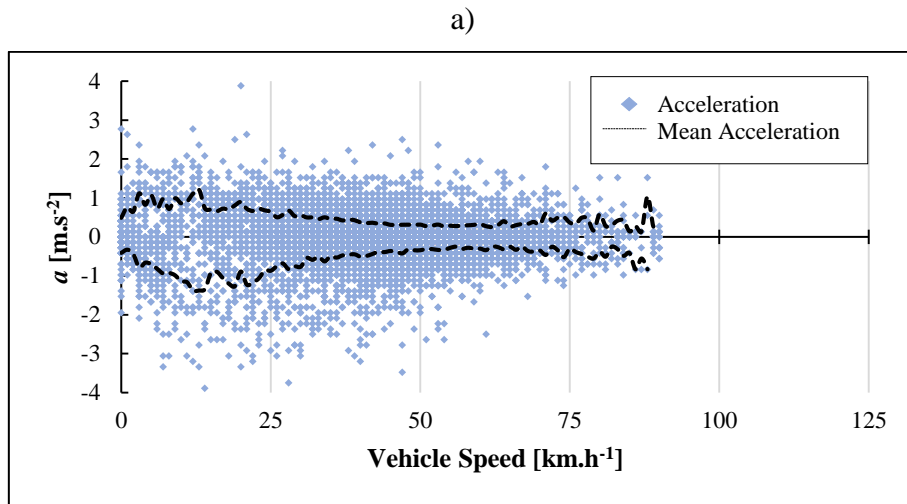 a)
4
3
2
1
0
-1
-2
-3
-4
a [m.s-2]
Acceleration
Mean Acceleration
0 25 50 75 100 125
Vehicle Speed [km.h-1]